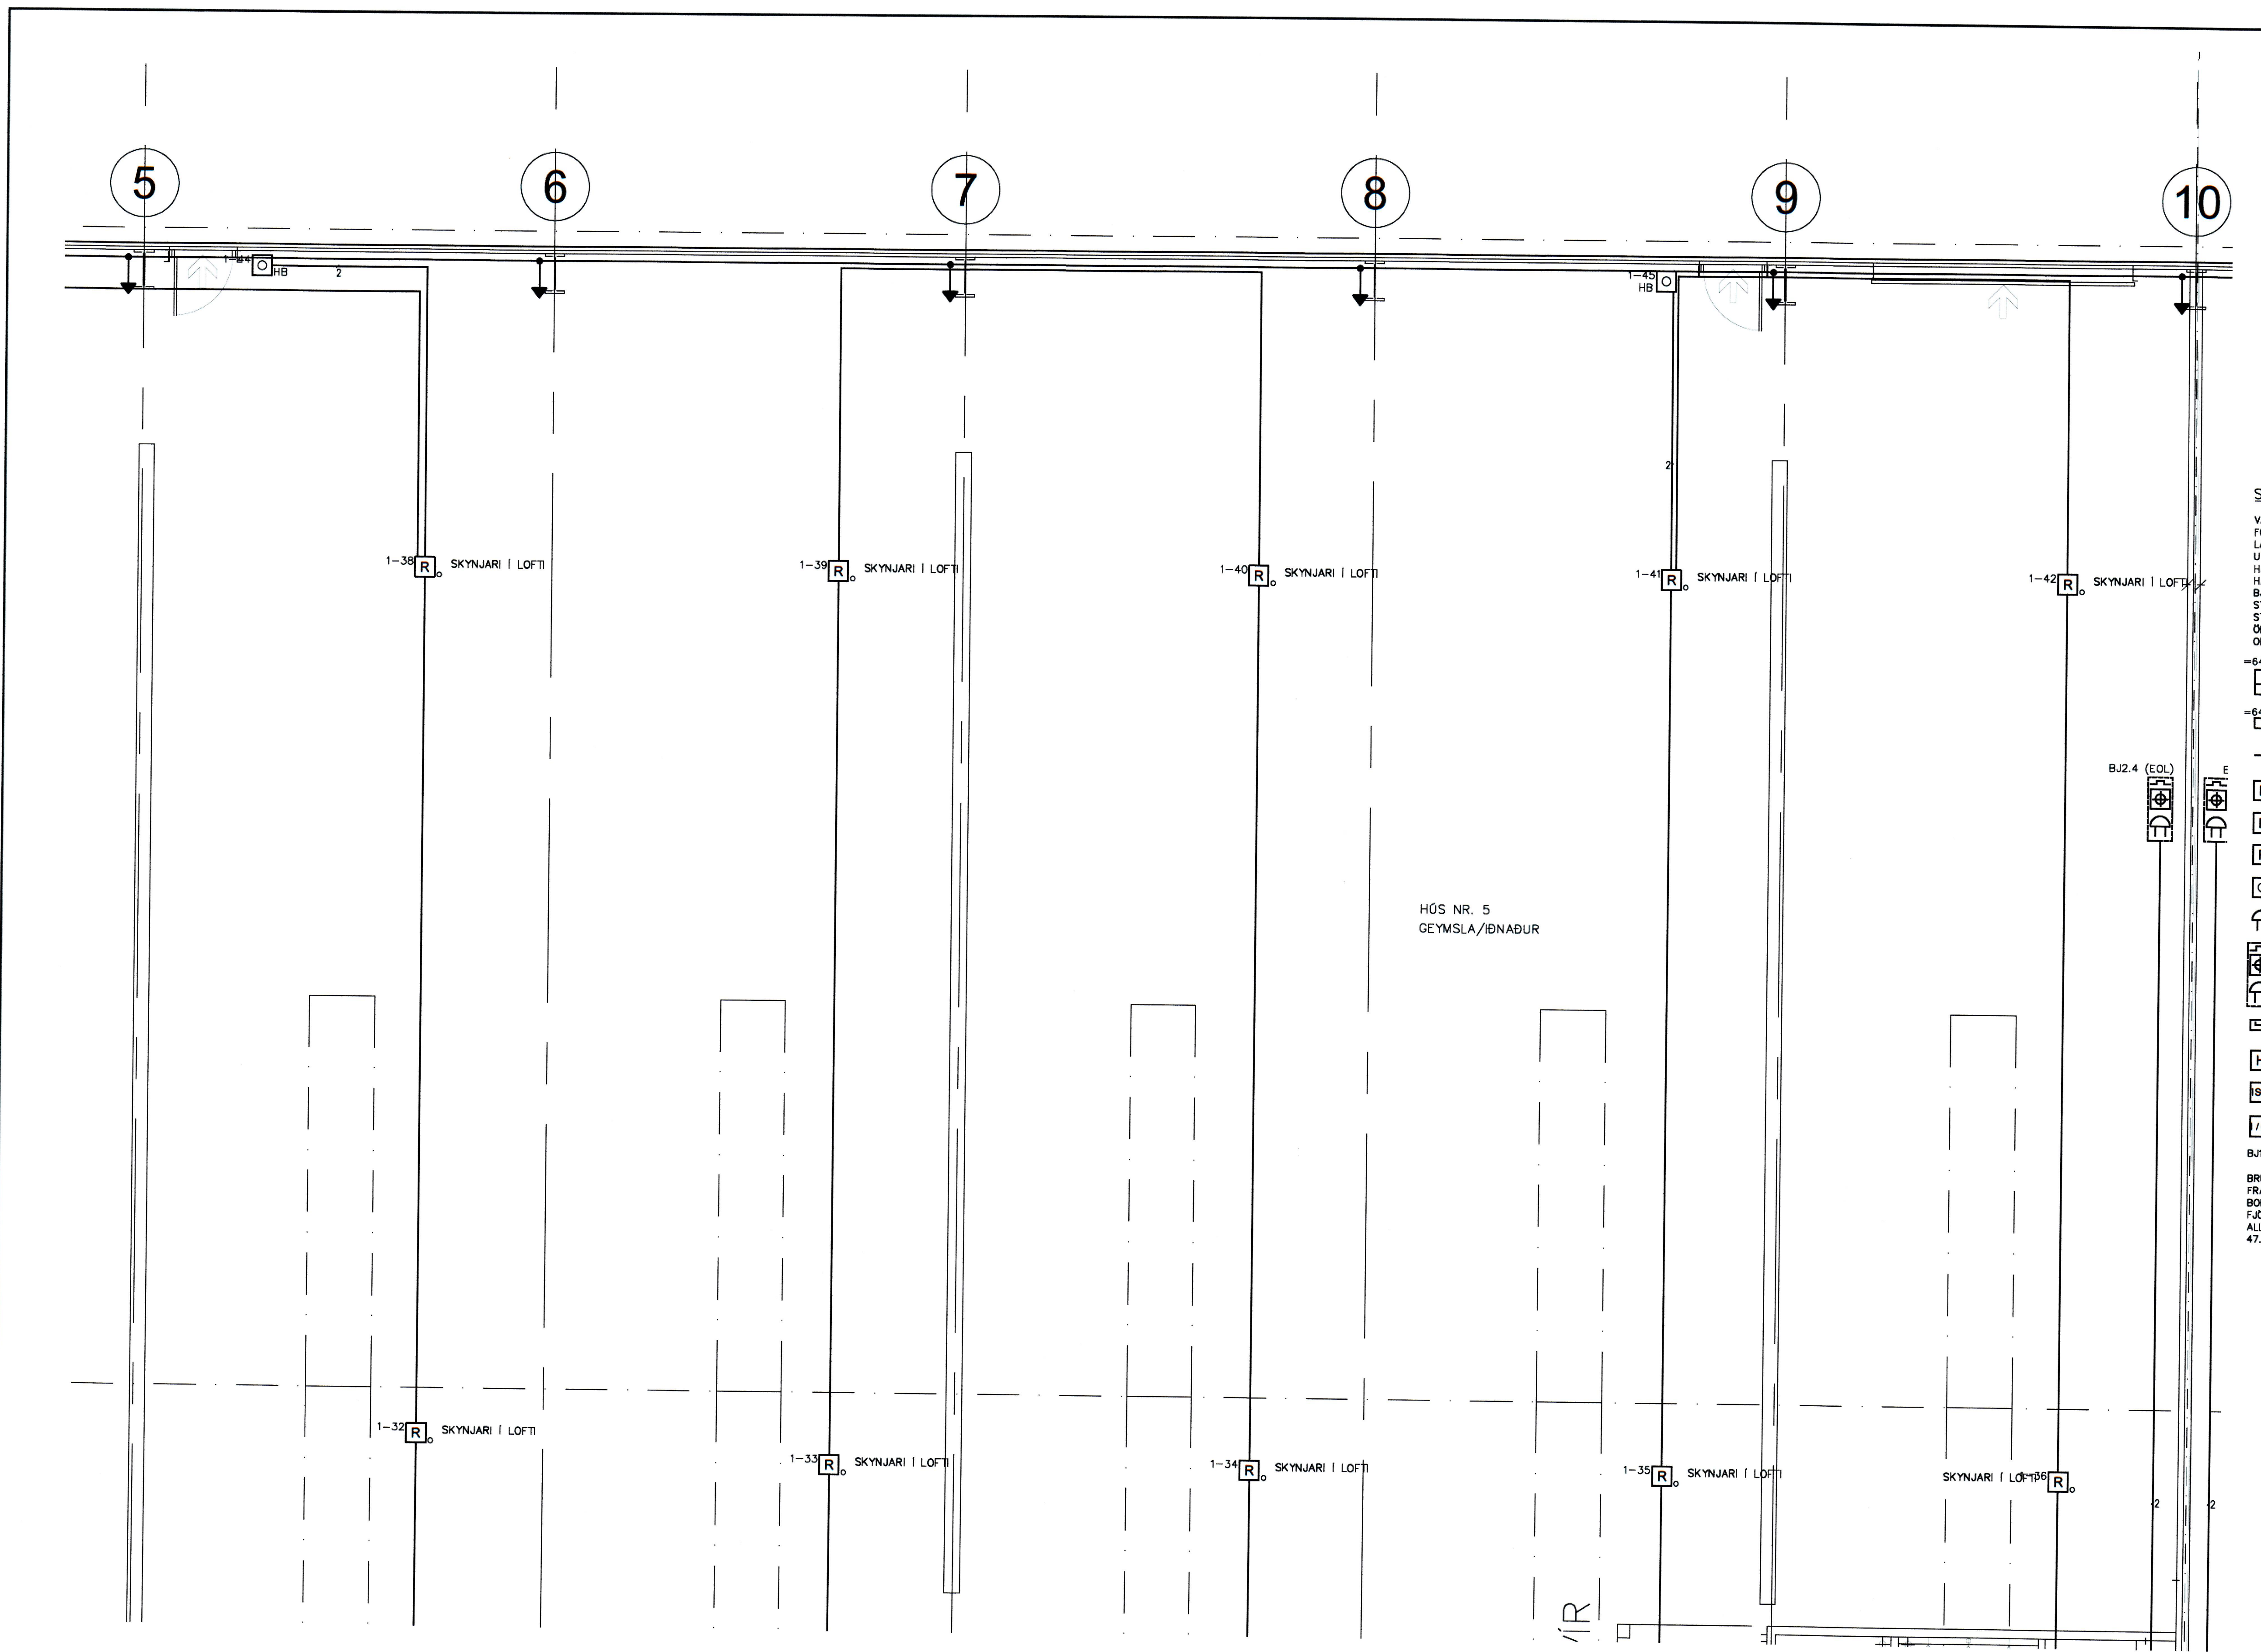 5
6
7
8
9
10
1-44
HB
2
1-45
HB
2
1-38 R SKYNJARI Í LOFTI
1-39 R SKYNJARI Í LOFTI
1-40 R SKYNJARI Í LOFTI
1-41 R SKYNJARI Í LOFTI
1-42 R SKYNJARI Í LOFTI
BJ2.4 (EOL)
HÚS NR. 5
GEYMSLA/IÐNAÐUR
1-32 R SKYNJARI Í LOFTI
1-33 R SKYNJARI Í LOFTI
1-34 R SKYNJARI Í LOFTI
1-35 R SKYNJARI Í LOFTI
SKYNJARI Í LOFTI 1-36 R
2
2
BJ1
47.